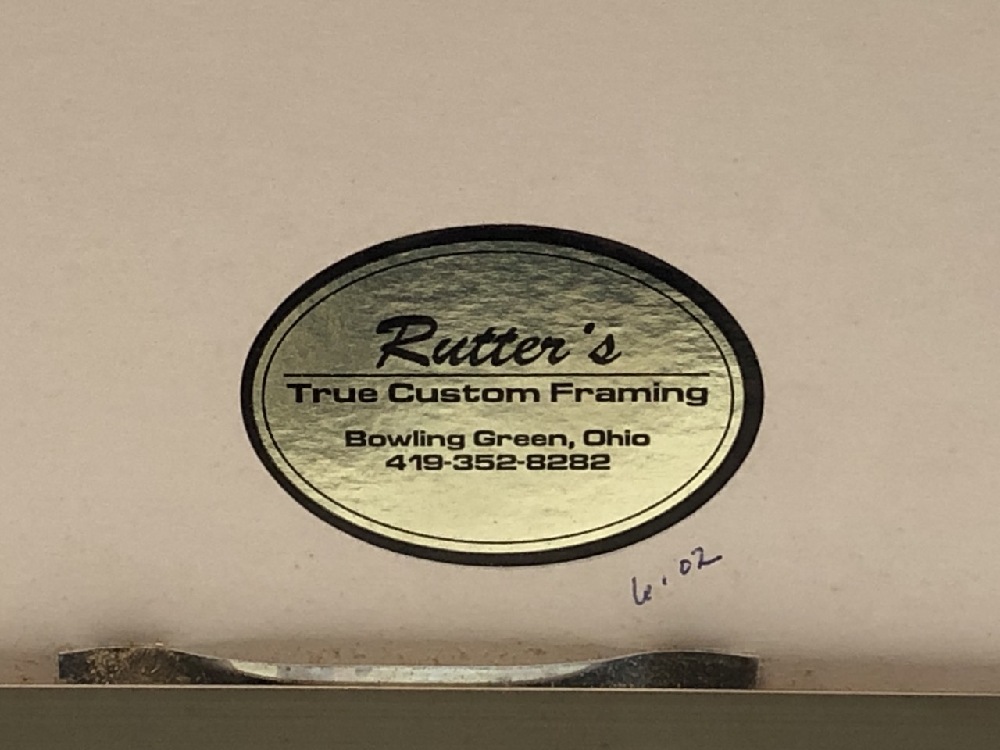 Rutter's
True Custom Framing
Bowling Green, Ohio
419-352-8282
6.02